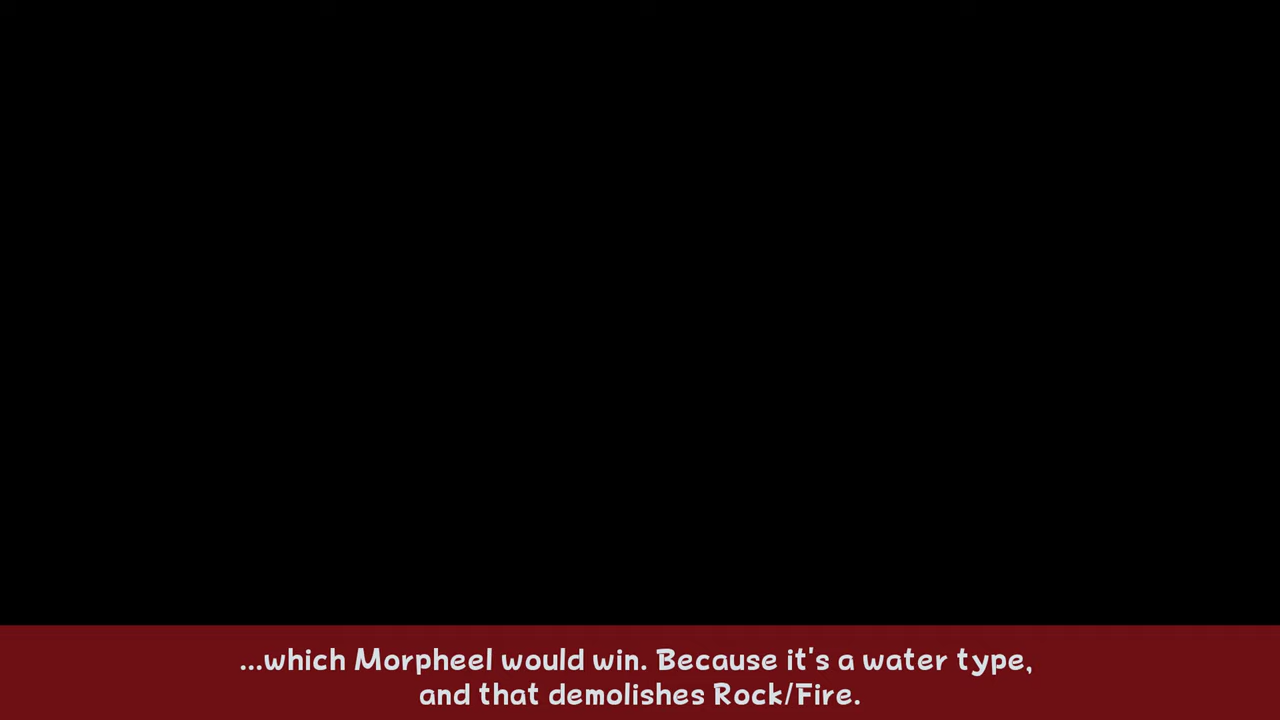 ...which Morpheel would win. Because it's a water type,
and that demolishes Rock/Fire.